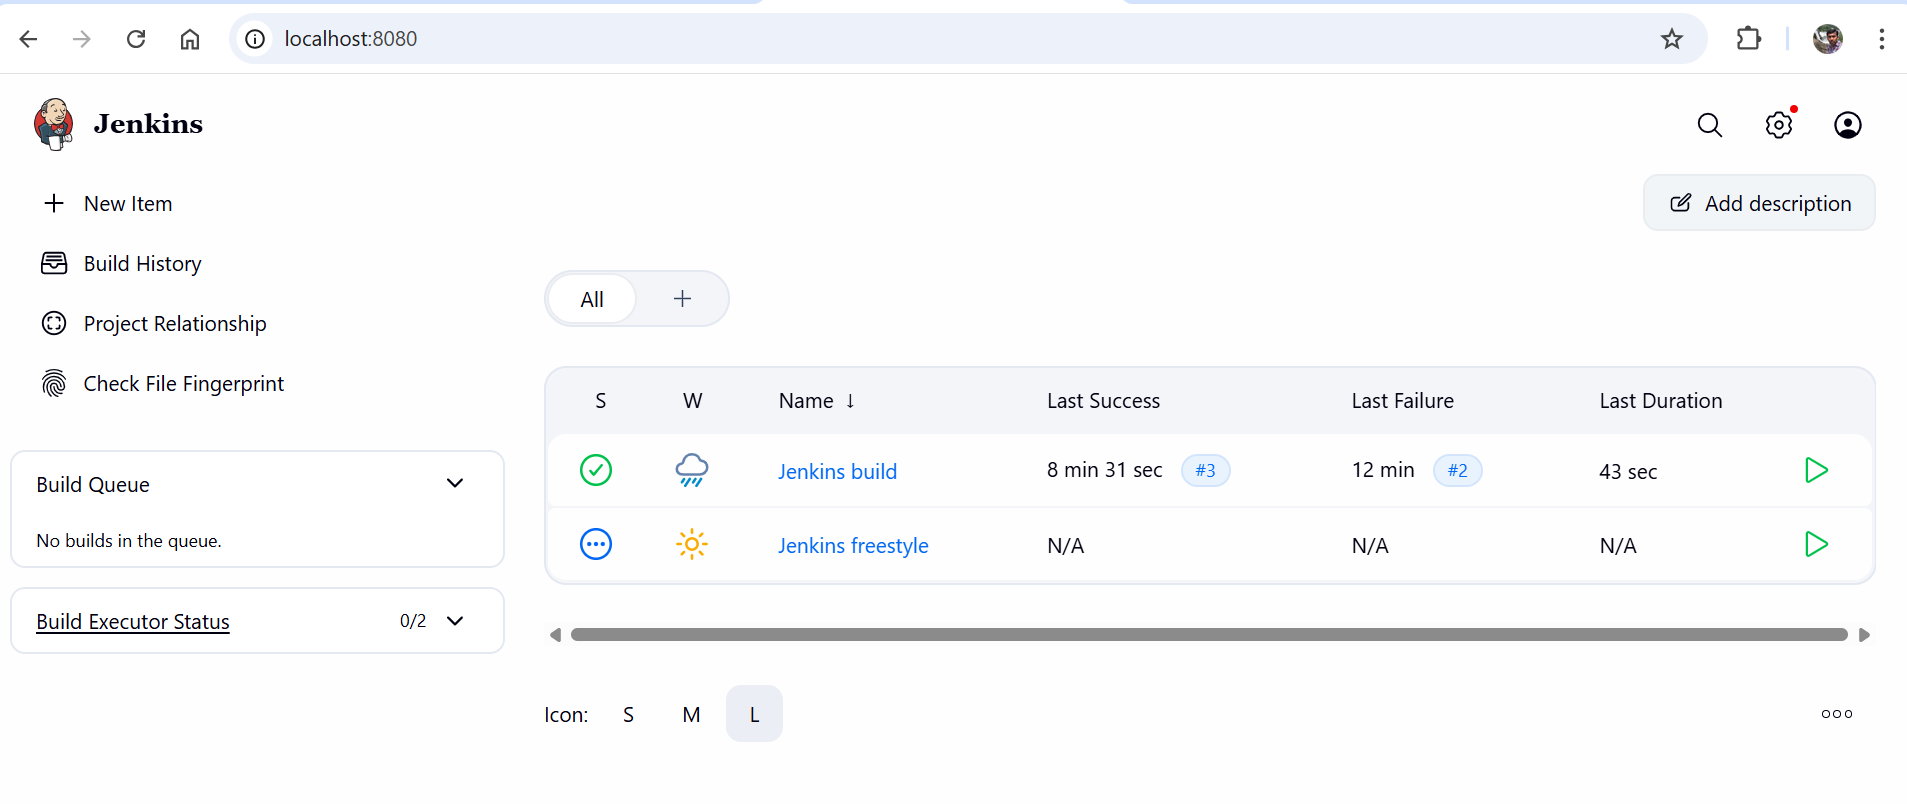 localhost:8080
Jenkins
New Item
Add description
Build History
All
Project Relationship
Check File Fingerprint
S W Name ↓ Last Success Last Failure Last Duration
Jenkins build 8 min 31 sec #3 12 min #2 43 sec
Jenkins freestyle N/A N/A N/A
Build Queue
No builds in the queue.
Build Executor Status 0/2
Icon: S M L